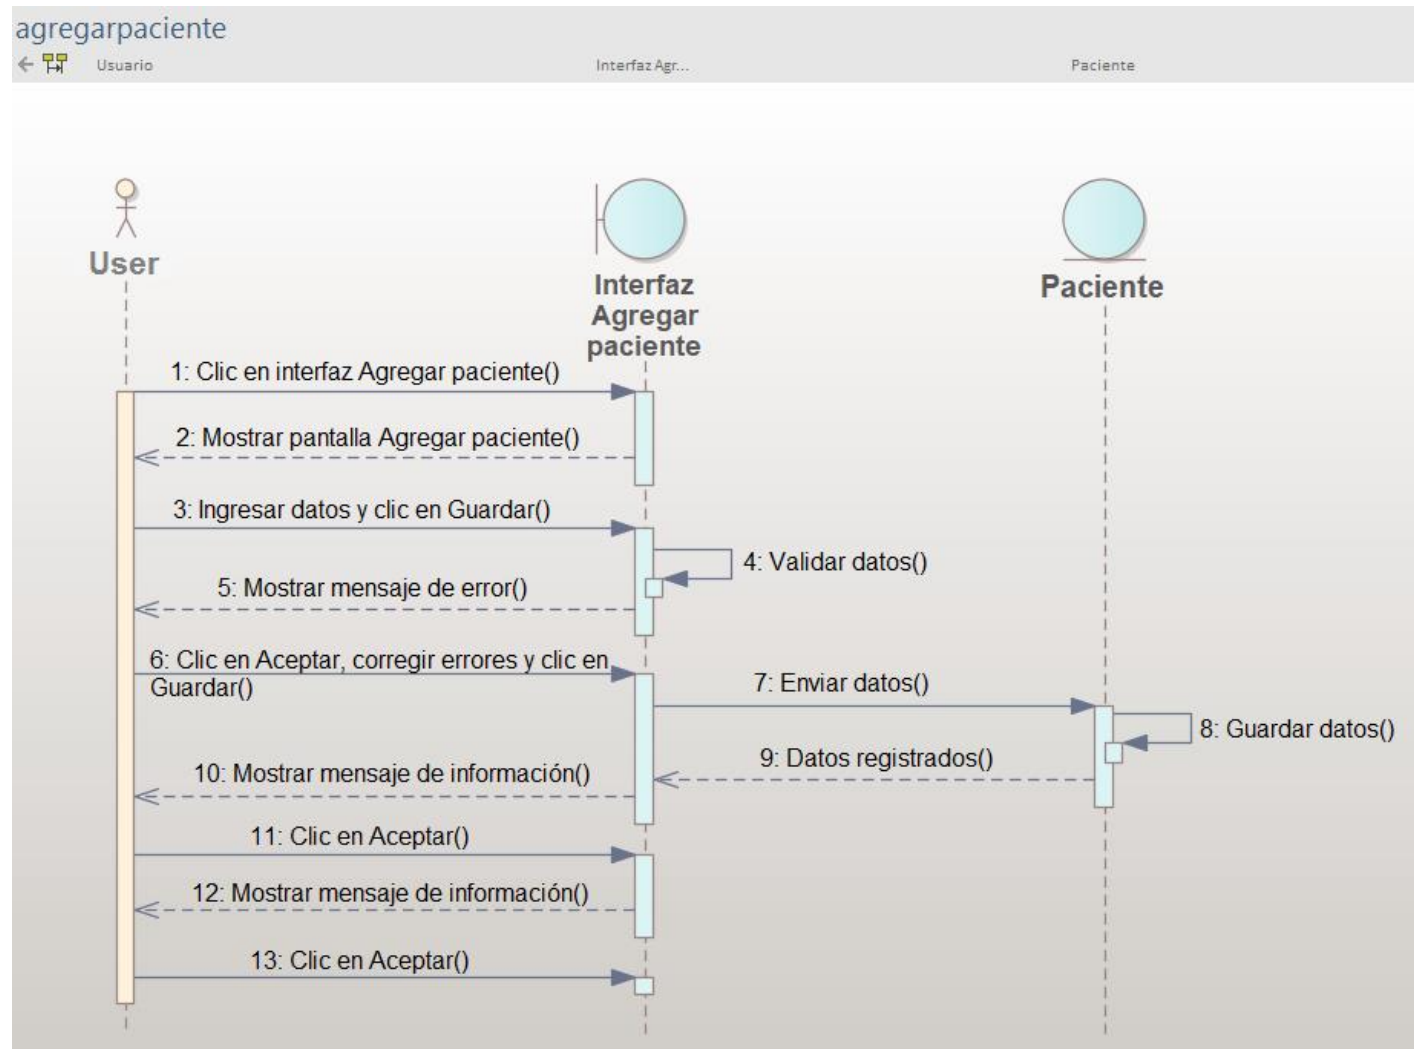 agregarpaciente
Usuario
Interfaz Agr...
Paciente
User
Interfaz
Agregar
paciente
Paciente
1: Clic en interfaz Agregar paciente()
2: Mostrar pantalla Agregar paciente()
3: Ingresar datos y clic en Guardar()
4: Validar datos()
5: Mostrar mensaje de error()
6: Clic en Aceptar, corregir errores y clic en
Guardar()
7: Enviar datos()
8: Guardar datos()
9: Datos registrados()
10: Mostrar mensaje de información()
11: Clic en Aceptar()
12: Mostrar mensaje de información()
13: Clic en Aceptar()